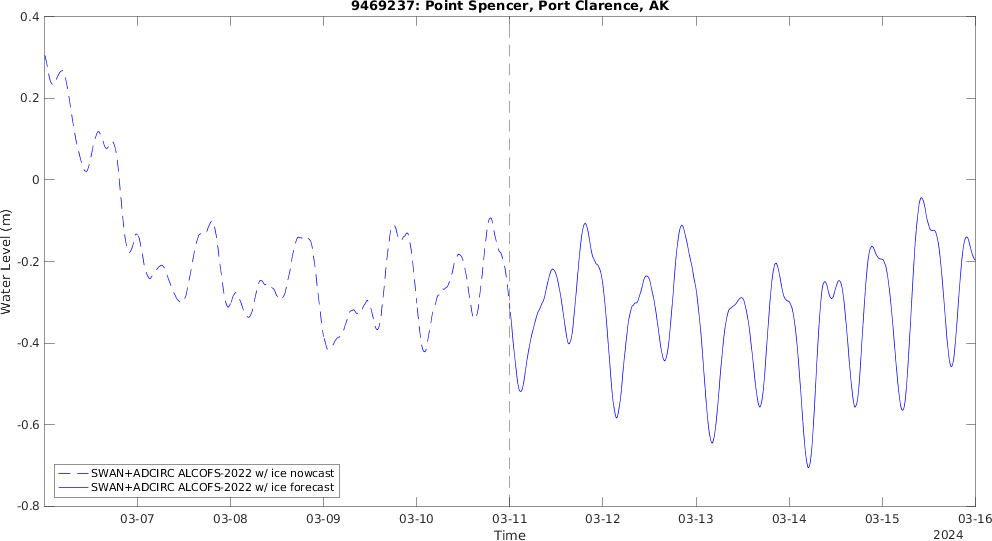 9469237: Point Spencer, Port Clarence, AK
0.4
0.2
0
-0.2
-0.4
-0.6
-0.8
Water Level (m)
SWAN+ADCIRC ALCOFS-2022 w/ ice nowcast
SWAN+ADCIRC ALCOFS-2022 w/ ice forecast
03-07 03-08 03-09 03-10 03-11 03-12 03-13 03-14 03-15 03-16
Time
2024